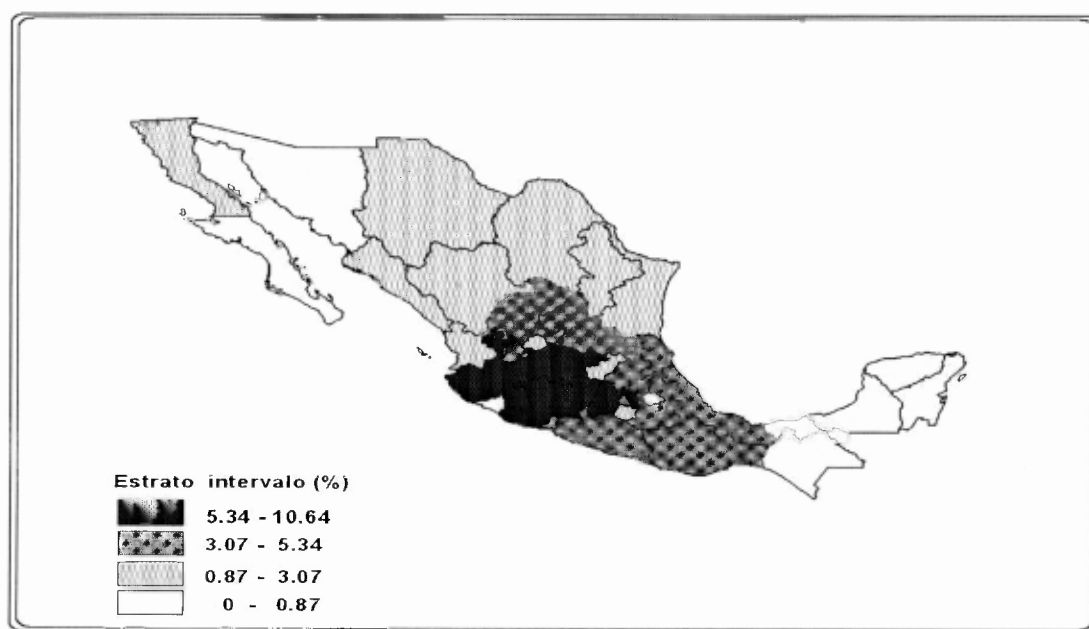 Estrato intervalo (%)
5.34 - 10.64
3.07 - 5.34
0.87 - 3.07
0 - 0.87